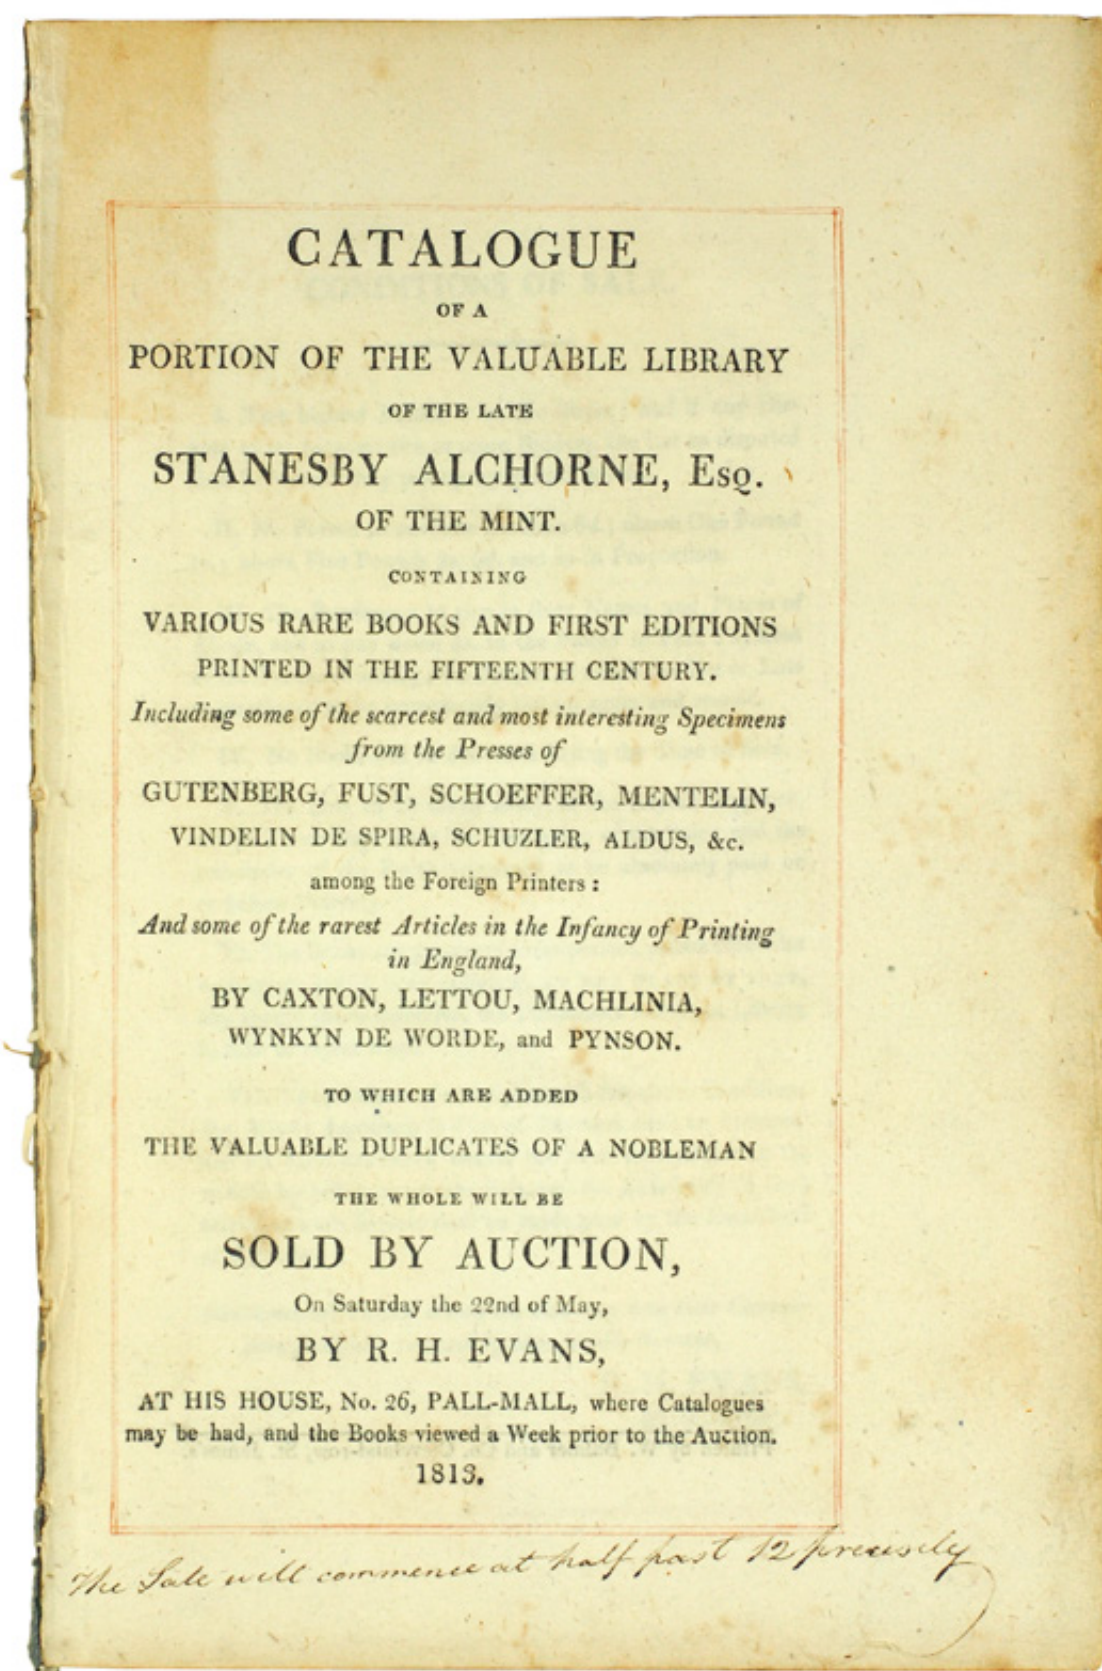 CATALOGUE
OF A
PORTION OF THE VALUABLE LIBRARY
OF THE LATE
STANESBY ALCHORNE, Esq.
OF THE MINT.
CONTAINING
VARIOUS RARE BOOKS AND FIRST EDITIONS
PRINTED IN THE FIFTEENTH CENTURY.
Including some of the scarcest and most interesting Specimens
from the Presses of
GUTENBERG, FUST, SCHOEFFER, MENTELIN,
VINDELIN DE SPIRA, SCHUZLER, ALDUS, &c.
among the Foreign Printers :
And some of the rarest Articles in the Infancy of Printing
in England,
BY CAXTON, LETTOU, MACHLINIA,
WYNKYN DE WORDE, and PYNSON.
TO WHICH ARE ADDED
THE VALUABLE DUPLICATES OF A NOBLEMAN
THE WHOLE WILL BE
SOLD BY AUCTION,
On Saturday the 22nd of May,
BY R. H. EVANS,
AT HIS HOUSE, No. 26, PALL-MALL, where Catalogues
may be had, and the Books viewed a Week prior to the Auction.
1813.
The Sale will commence at half past 12 precisely